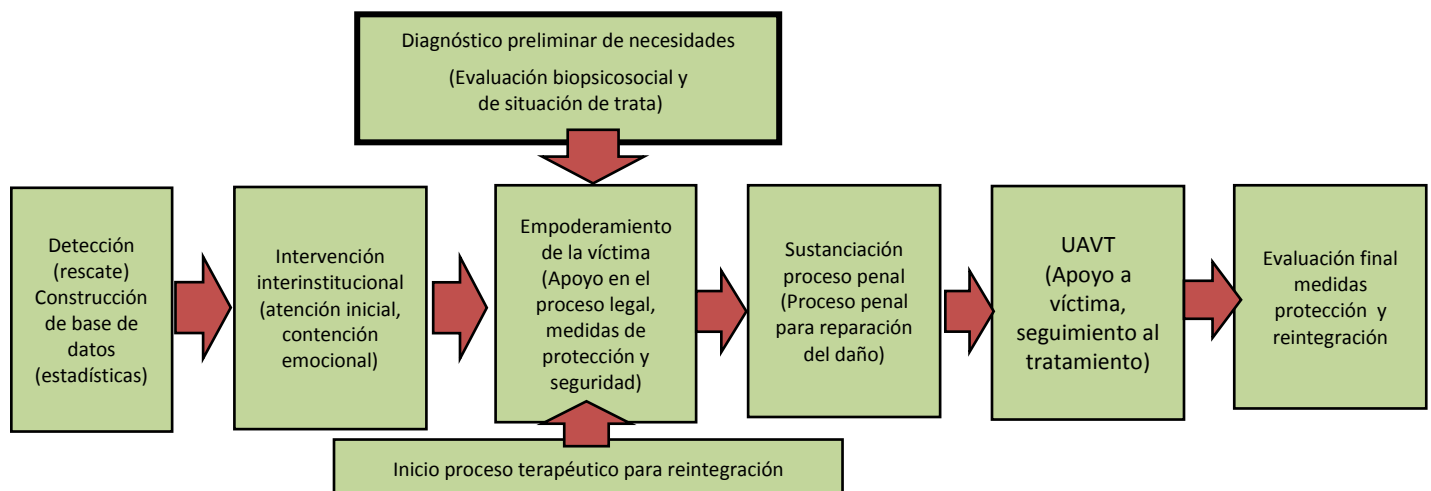 Diagnóstico preliminar de necesidades
(Evaluación biopsicosocial y
de situación de trata)
Detección
(rescate)
Construcción
de base de
datos
(estadísticas)
Intervención
interinstitucional
(atención inicial,
contención
emocional)
Empoderamiento
de la víctima
(Apoyo en el
proceso legal,
medidas de
protección y
seguridad)
Sustanciación
proceso penal
(Proceso penal
para reparación
del daño)
UAVT
(Apoyo a
víctima,
seguimiento al
tratamiento)
Evaluación final
medidas
protección y
reintegración
Inicio proceso terapéutico para reintegración